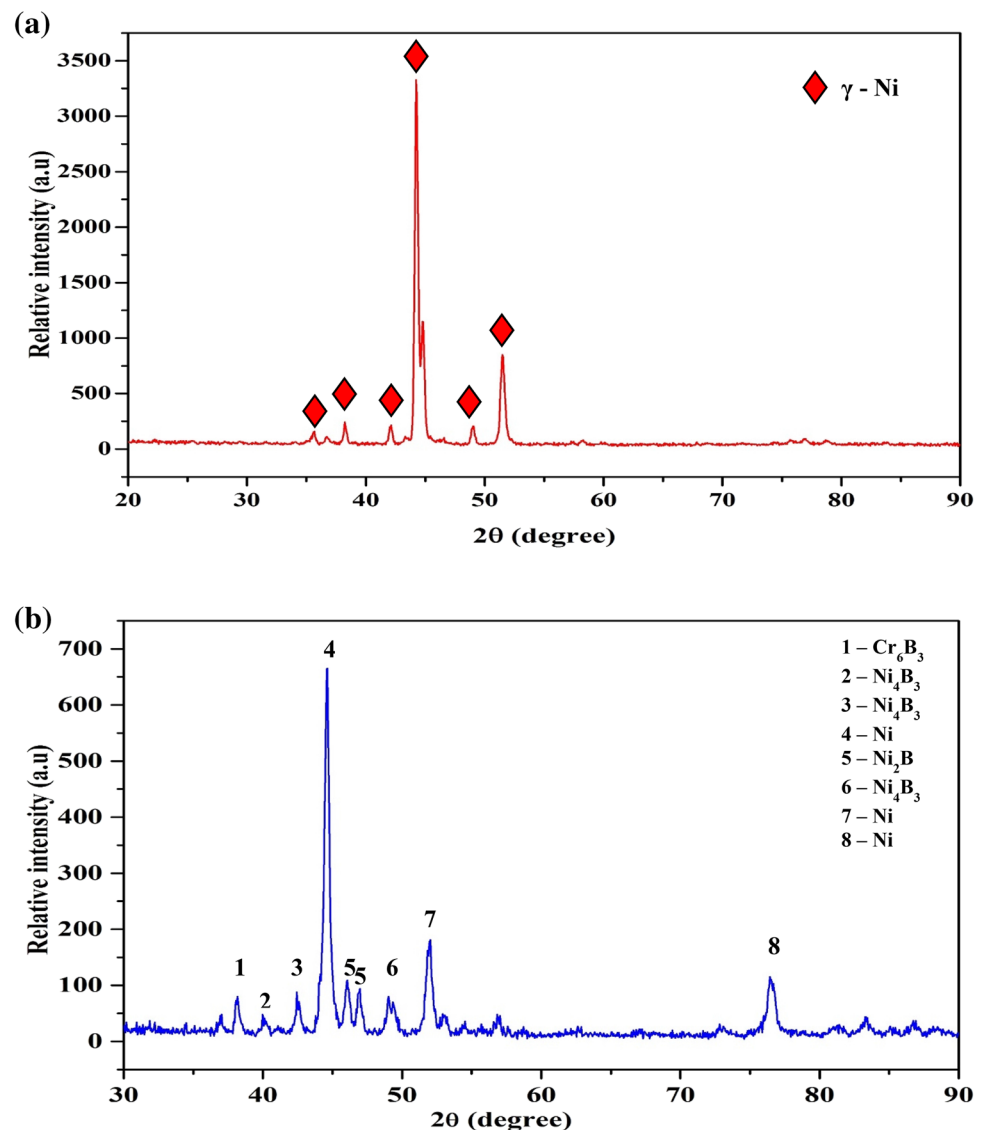 (a)
3500
3000
2500
2000
1500
1000
500
0
Relative intensity (a.u)
γ - Ni
20 30 40 50 60 70 80 90
2θ (degree)
(b)
700
600
500
400
300
200
100
0
Relative intensity (a.u)
1
2
3
4
5
5
6
7
8
1 – Cr₆B₃
2 – Ni₄B₃
3 – Ni₄B₃
4 – Ni
5 – Ni₂B
6 – Ni₄B₃
7 – Ni
8 – Ni
30 40 50 60 70 80 90
2θ (degree)